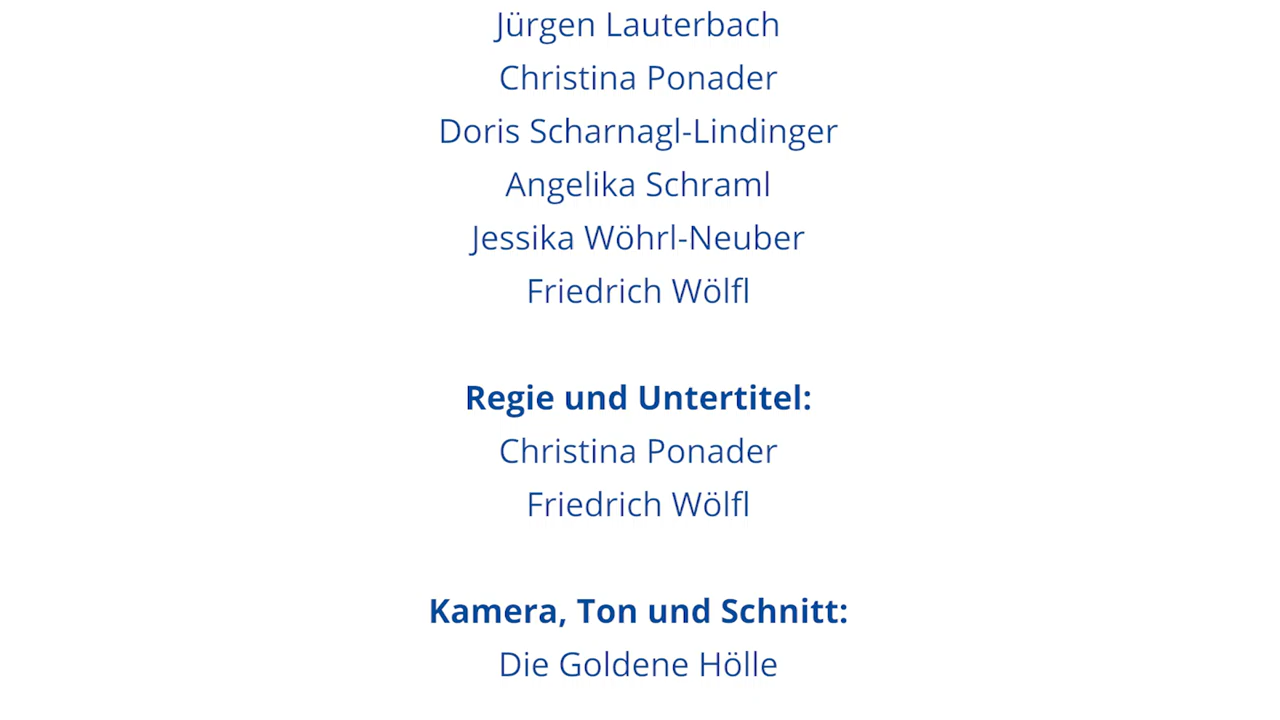 Jürgen Lauterbach
Christina Ponader
Doris Scharnagl-Lindinger
Angelika Schraml
Jessika Wöhrl-Neuber
Friedrich Wölfl
Regie und Untertitel:
Christina Ponader
Friedrich Wölfl
Kamera, Ton und Schnitt:
Die Goldene Hölle